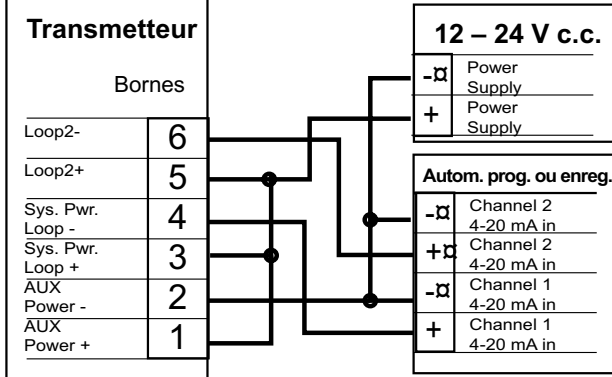 Transmetteur
Bornes
Loop2-
6
Loop2+
5
Sys. Pwr.
Loop -
4
Sys. Pwr.
Loop +
3
AUX
Power -
2
AUX
Power +
1
12 – 24 V c.c.
-¤
Power
Supply
+
Power
Supply
Autom. prog. ou enreg.
-¤
Channel 2
4-20 mA in
+¤
Channel 2
4-20 mA in
-¤
Channel 1
4-20 mA in
+
Channel 1
4-20 mA in